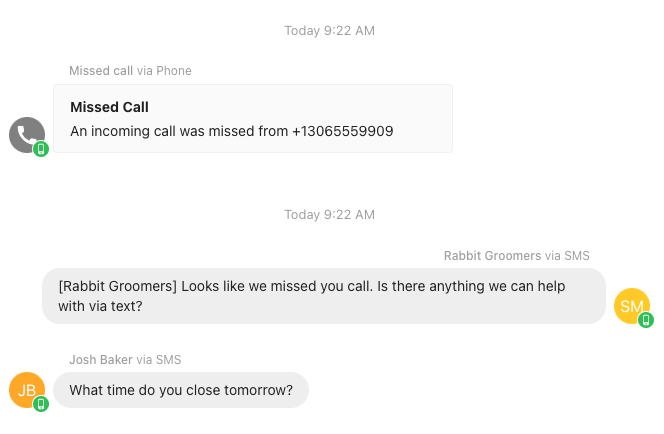 Today 9:22 AM
Missed call via Phone
Missed Call
An incoming call was missed from +13065559909
Today 9:22 AM
Rabbit Groomers via SMS
[Rabbit Groomers] Looks like we missed you call. Is there anything we can help
with via text?
SM
Josh Baker via SMS
JB
What time do you close tomorrow?